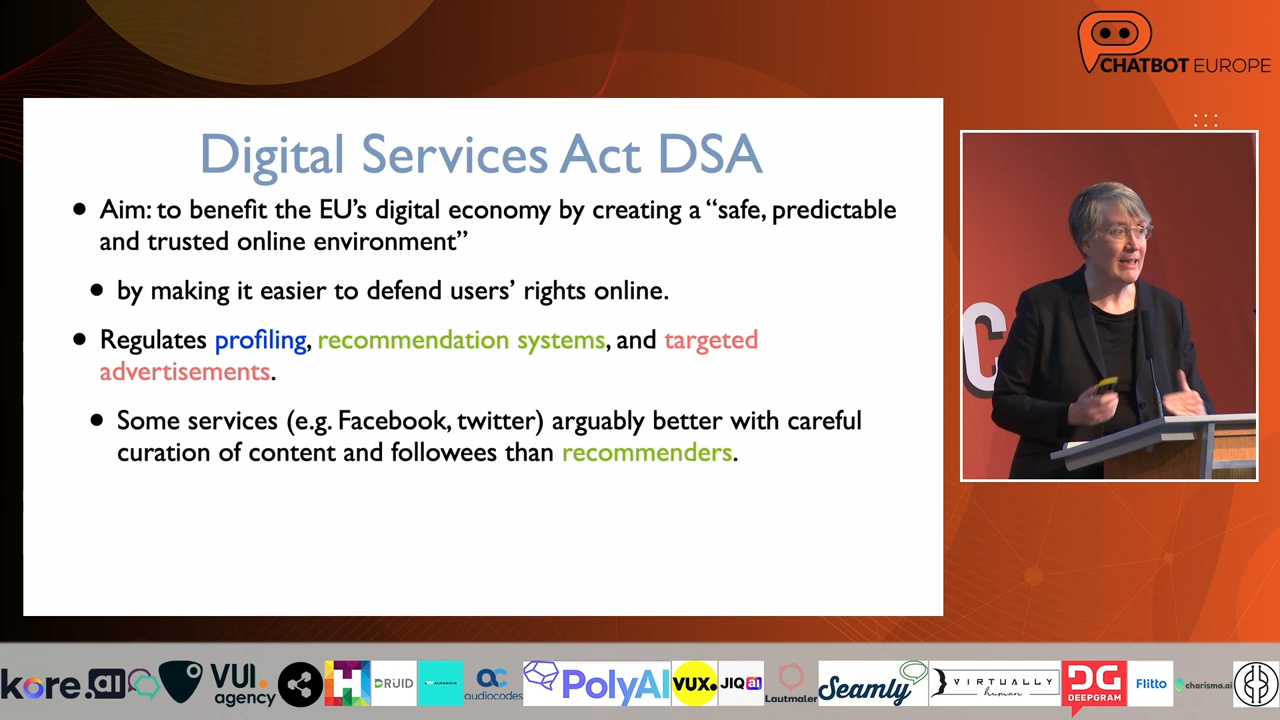 CHATBOT EUROPE
Digital Services Act DSA
• Aim: to benefit the EU’s digital economy by creating a “safe, predictable
and trusted online environment”
• by making it easier to defend users’ rights online.
• Regulates profiling, recommendation systems, and targeted
advertisements.
• Some services (e.g. Facebook, twitter) arguably better with careful
curation of content and followees than recommenders.
C
kore.ai
VUI.
agency
H
DRUID
ac
audiocodes
PolyAI
VUX.
JIQ ai
Lautmaler
Seamly
VIRTUALLY
human
DG
DEEPGRAM
Flitto
charisma.ai